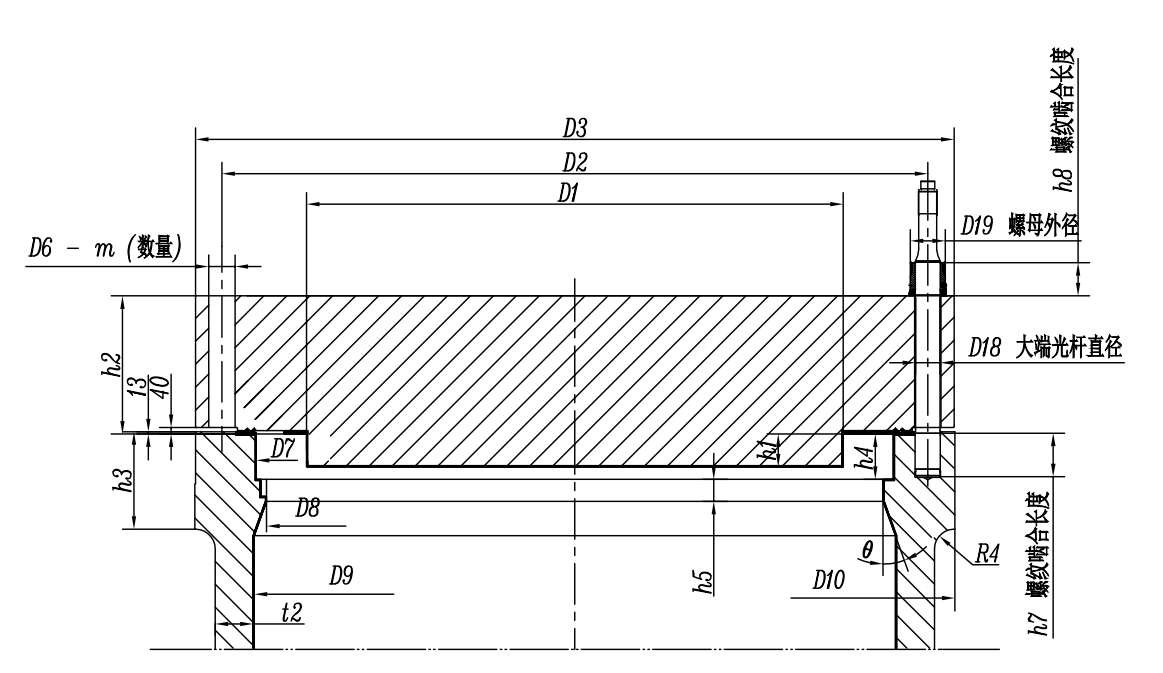 h8 螺纹啮合长度
D3
D2
D1
D19 螺母外径
D6 - m (数量)
h2
13
40
D18 大端光杆直径
D7
h1
h4
h3
D8
h5
θ
R4
D9
D10
t2
h7 螺纹啮合长度